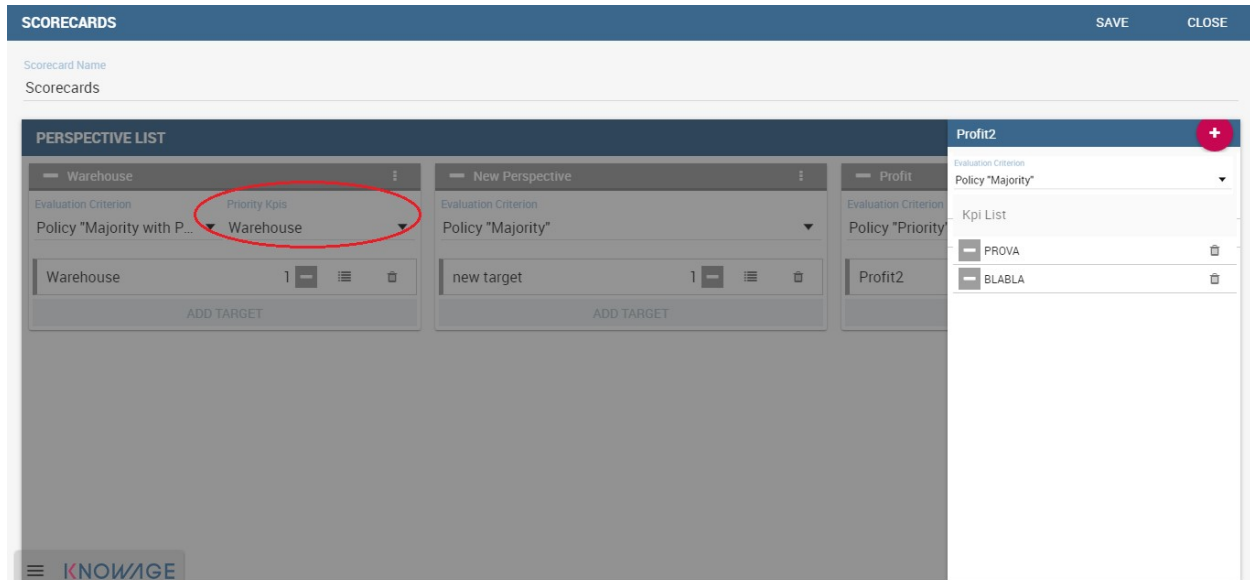 SCORECARDS SAVE CLOSE
Scorecard Name
Scorecards
PERSPECTIVE LIST
Warehouse
Evaluation Criterion Priority Kpis
Policy "Majority with P... Warehouse
Warehouse 1
ADD TARGET
New Perspective
Evaluation Criterion
Policy "Majority"
new target 1
ADD TARGET
Profit
Evaluation Criterion
Policy "Priority"
Profit2
Profit2 +
Evaluation Criterion
Policy "Majority"
Kpi List
PROVA
BLABLA
KNOWAGE